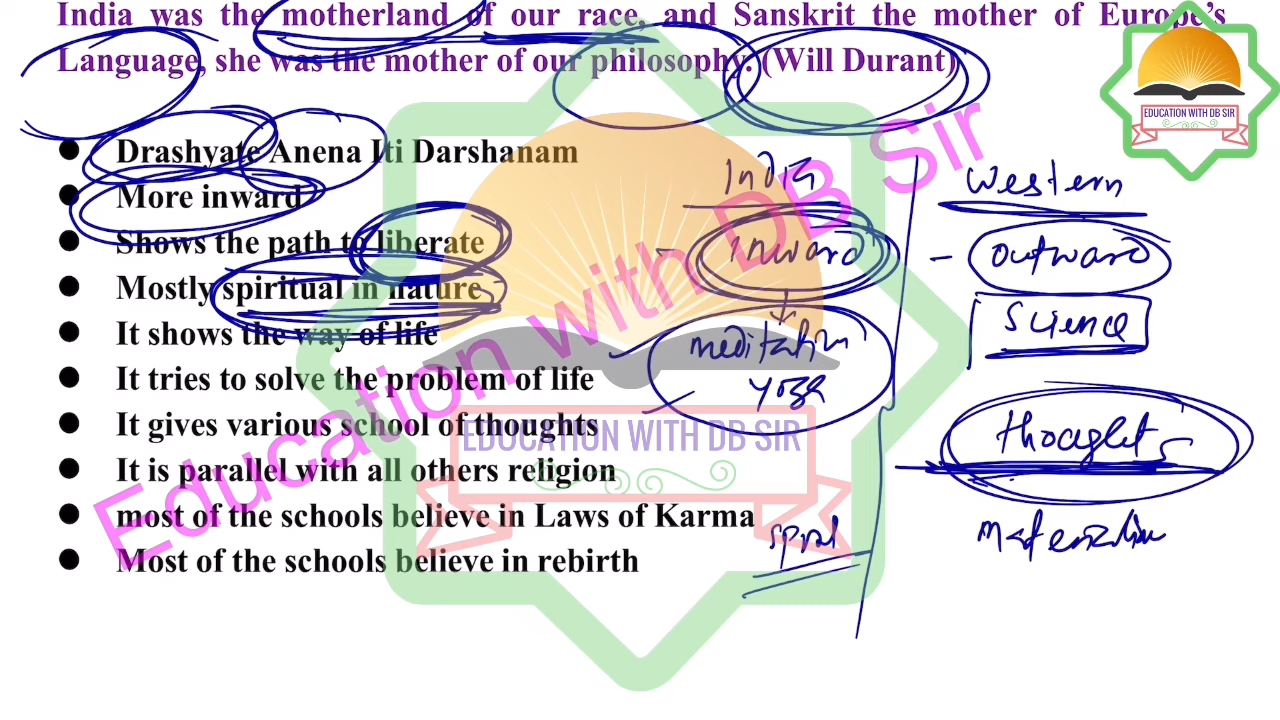 India was the motherland of our race, and Sanskrit the mother of Europe's
Language, she was the mother of our philosophy. (Will Durant)
EDUCATION WITH DB SIR
● Drashyate Anena Iti Darshanam
● More inward
● Shows the path to liberate
● Mostly spiritual in nature
● It shows the way of life
● It tries to solve the problem of life
● It gives various school of thoughts
● It is parallel with all others religion
● most of the schools believe in Laws of Karma
● Most of the schools believe in rebirth
India
- Inward
meditation
yoga
Western
- outward
Science
thoughts
Education with DB Sir
EDUCATION WITH DB SIR